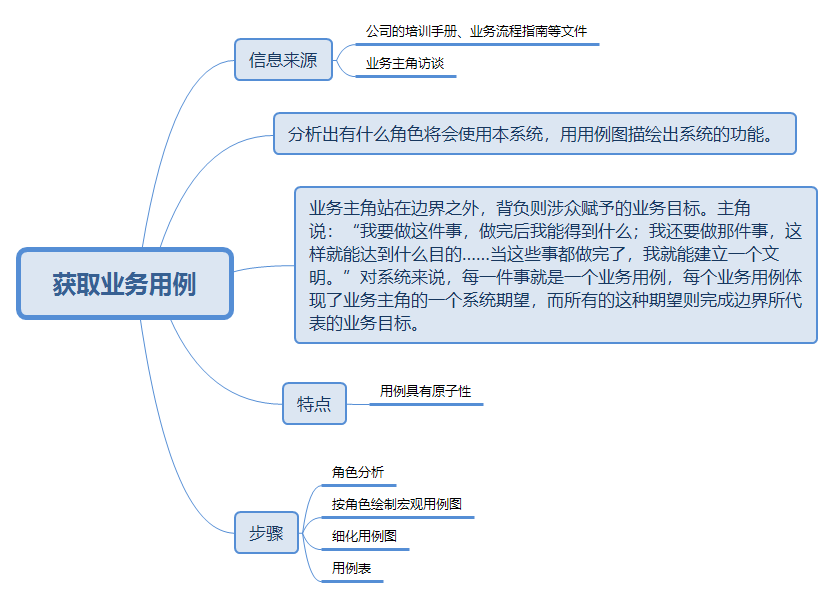 公司的培训手册、业务流程指南等文件
信息来源
业务主角访谈
分析出有什么角色将会使用本系统，用用例图描绘出系统的功能。
业务主角站在边界之外，背负则涉众赋予的业务目标。主角
说：“我要做这件事，做完后我能得到什么；我还要做那件事，这
样就能达到什么目的......当这些事都做完了，我就能建立一个文
明。”对系统来说，每一件事就是一个业务用例，每个业务用例体
现了业务主角的一个系统期望，而所有的这种期望则完成边界所代
表的业务目标。
获取业务用例
特点
用例具有原子性
步骤
角色分析
按角色绘制宏观用例图
细化用例图
用例表